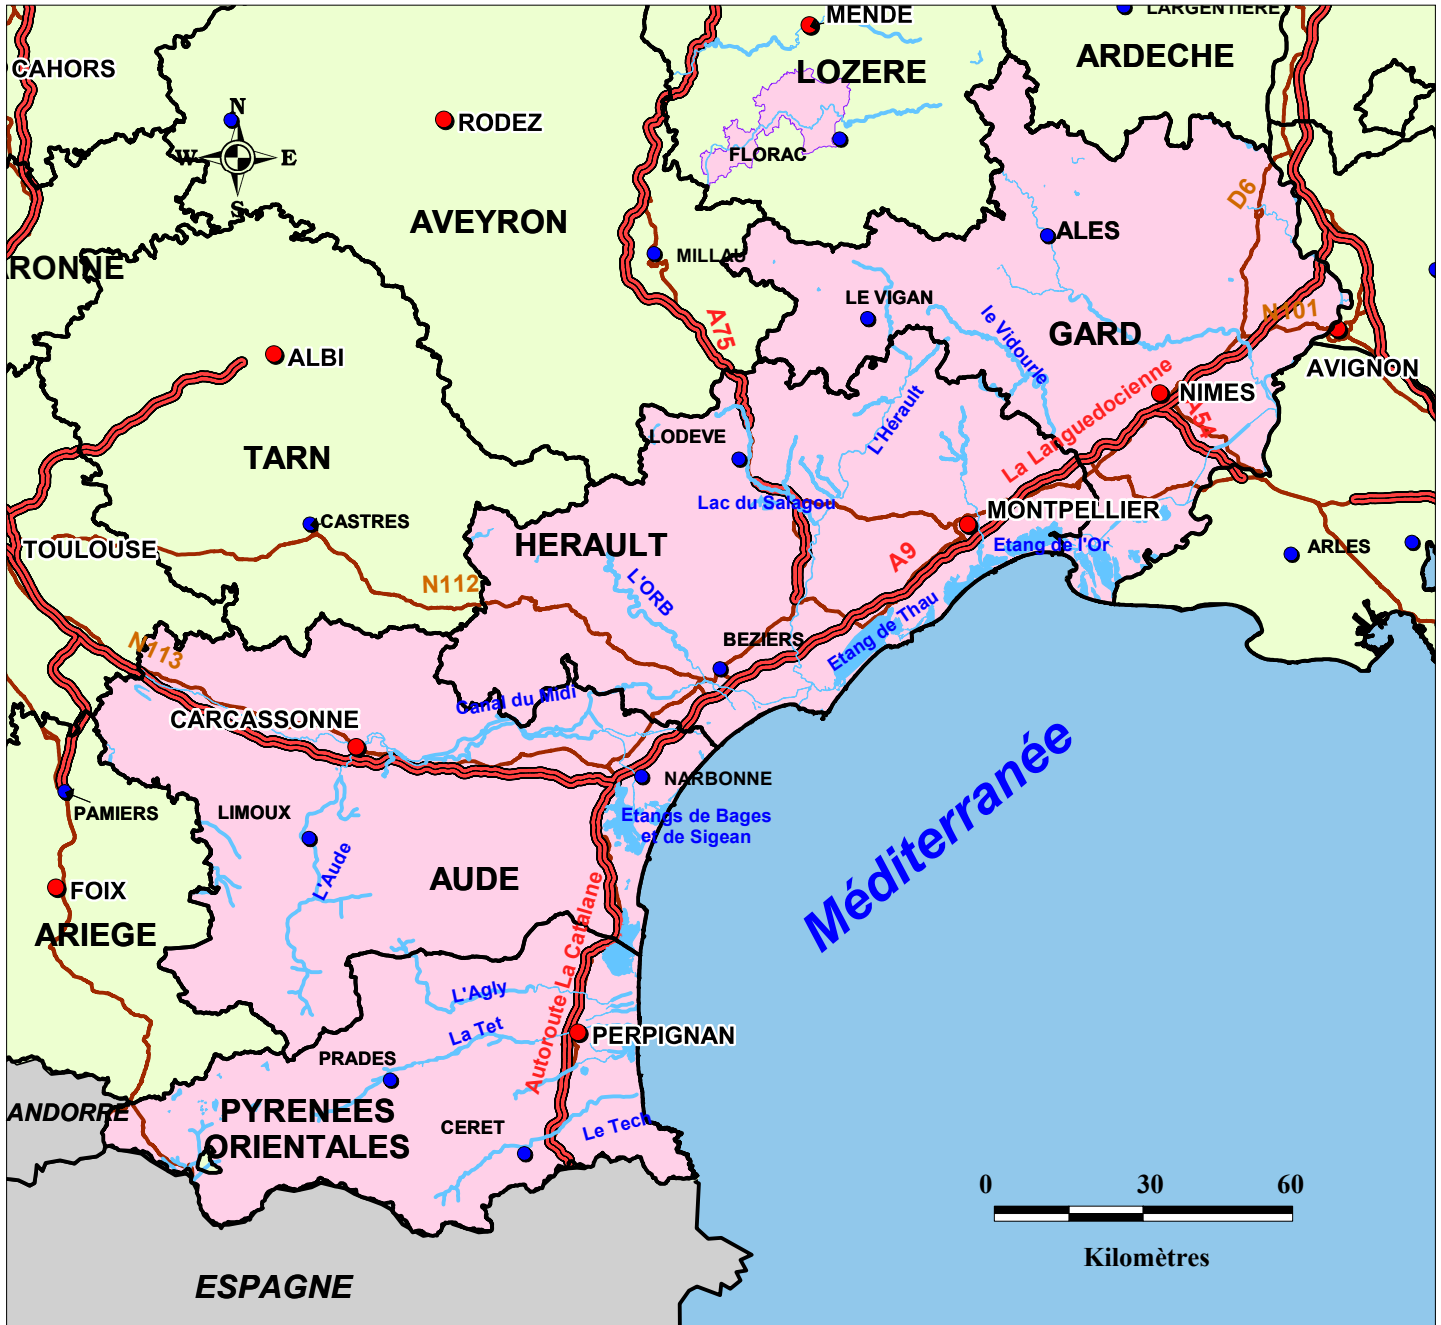 MENDE
LARGENTIERE
CAHORS
LOZERE
ARDECHE
N
RODEZ
W
E
FLORAC
S
D6
AVEYRON
ALES
MILLAU
RONNE
LE VIGAN
N101
A75
le Vidourle
GARD
ALBI
AVIGNON
NIMES
L'Hérault
La Languedocienne
A54
LODEVE
TARN
Lac du Salagou
MONTPELLIER
CASTRES
HERAULT
Etang de l'Or
ARLES
TOULOUSE
A9
N112
L'ORB
Etang de Thau
BEZIERS
N113
Canal du Midi
CARCASSONNE
Méditerranée
NARBONNE
PAMIERS
LIMOUX
Etangs de Bages
et de Sigean
L'Aude
AUDE
FOIX
ARIEGE
Autoroute La Catalane
L'Agly
La Tet
PERPIGNAN
PRADES
ANDORRE
PYRENEES
ORIENTALES
CERET
Le Tech
0 30 60
Kilomètres
ESPAGNE